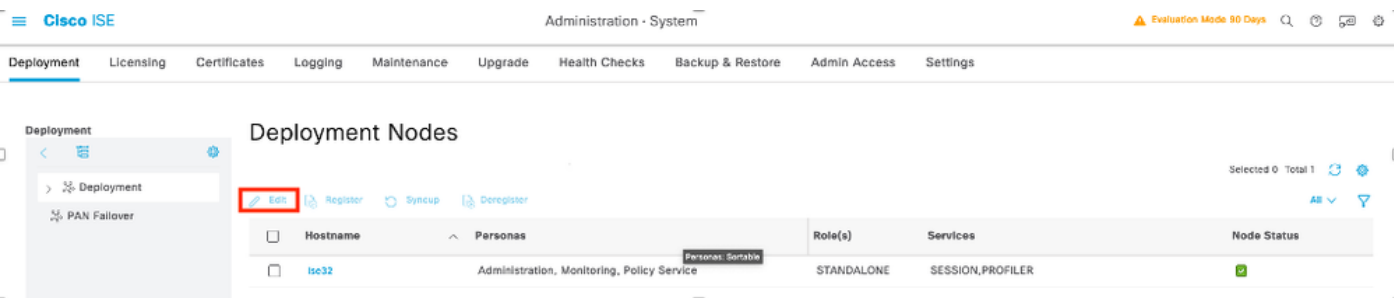 Cisco ISE
Administration · System
Evaluation Mode 90 Days
Deployment Licensing Certificates Logging Maintenance Upgrade Health Checks Backup & Restore Admin Access Settings
Deployment
Deployment
PAN Failover
Deployment Nodes
Selected 0 Total 1
Edit Register Syncup Deregister
All
Hostname Personas Role(s) Services Node Status
Personas: Sortable
ise32 Administration, Monitoring, Policy Service STANDALONE SESSION,PROFILER